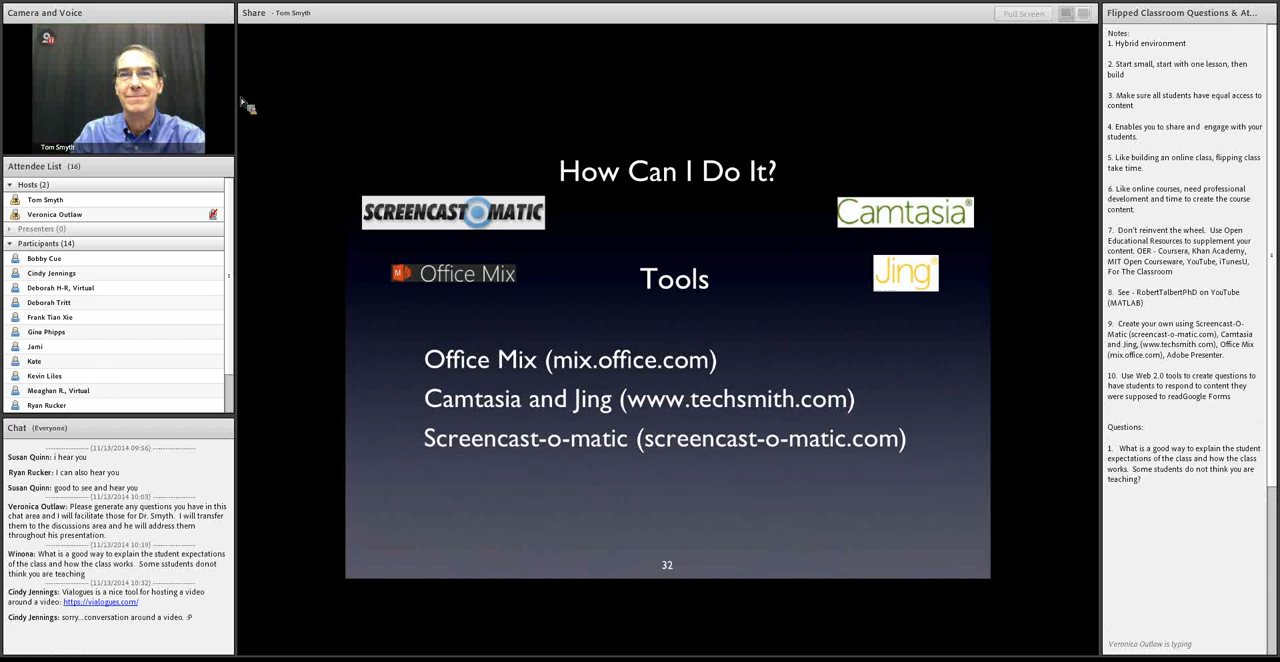 Camera and Voice
Tom Smyth
Attendee List (16)
Hosts (2)
Tom Smyth
Veronica Outlaw
Presenters (0)
Participants (14)
Bobby Cue
Cindy Jennings
Deborah H-R, Virtual
Deborah Tritt
Frank Tian Xie
Gina Phipps
Jami
Kate
Kevin Liles
Meaghan R., Virtual
Ryan Rucker
Chat (Everyone)
(11/13/2014 09:56)
Susan Quinn: i hear you
Ryan Rucker: I can also hear you
Susan Quinn: good to see and hear you
(11/13/2014 10:03)
Veronica Outlaw: Please generate any questions you have in this
chat area and I will facilitate those for Dr. Smyth. I will transfer
them to the discussions area and he will address them
throughout his presentation.
(11/13/2014 10:19)
Winona: What is a good way to explain the student expectations
of the class and how the class works. Some sstudents donot
think you are teaching
(11/13/2014 10:32)
Cindy Jennings: Vialogues is a nice tool for hosting a video
around a video: https://vialogues.com/
Cindy Jennings: sorry...conversation around a video. :P
Share - Tom Smyth
Full Screen
How Can I Do It?
SCREENCAST-O-MATIC
Camtasia®
Office Mix
Tools
Jing®
Office Mix (mix.office.com)
Camtasia and Jing (www.techsmith.com)
Screencast-o-matic (screencast-o-matic.com)
32
Flipped Classroom Questions & At...
Notes:
1. Hybrid environment
2. Start small, start with one lesson, then
build
3. Make sure all students have equal access to
content
4. Enables you to share and engage with your
students.
5. Like building an online class, flipping class
take time.
6. Like online courses, need professional
develoment and time to create the course
content.
7. Don't reinvent the wheel. Use Open
Educational Resources to supplement your
content. OER - Coursera, Khan Academy,
MIT Open Courseware, YouTube, iTunesU,
For The Classroom
8. See - RobertTalbertPhD on YouTube
(MATLAB)
9. Create your own using Screencast-O-
Matic (screencast-o-matic.com), Camtasia
and Jing, (www.techsmith.com), Office Mix
(mix.office.com), Adobe Presenter.
10. Use Web 2.0 tools to create questions to
have students to respond to content they
were supposed to readGoogle Forms
Questions:
1. What is a good way to explain the student
expectations of the class and how the class
works. Some students do not think you are
teaching?
Veronica Outlaw is typing